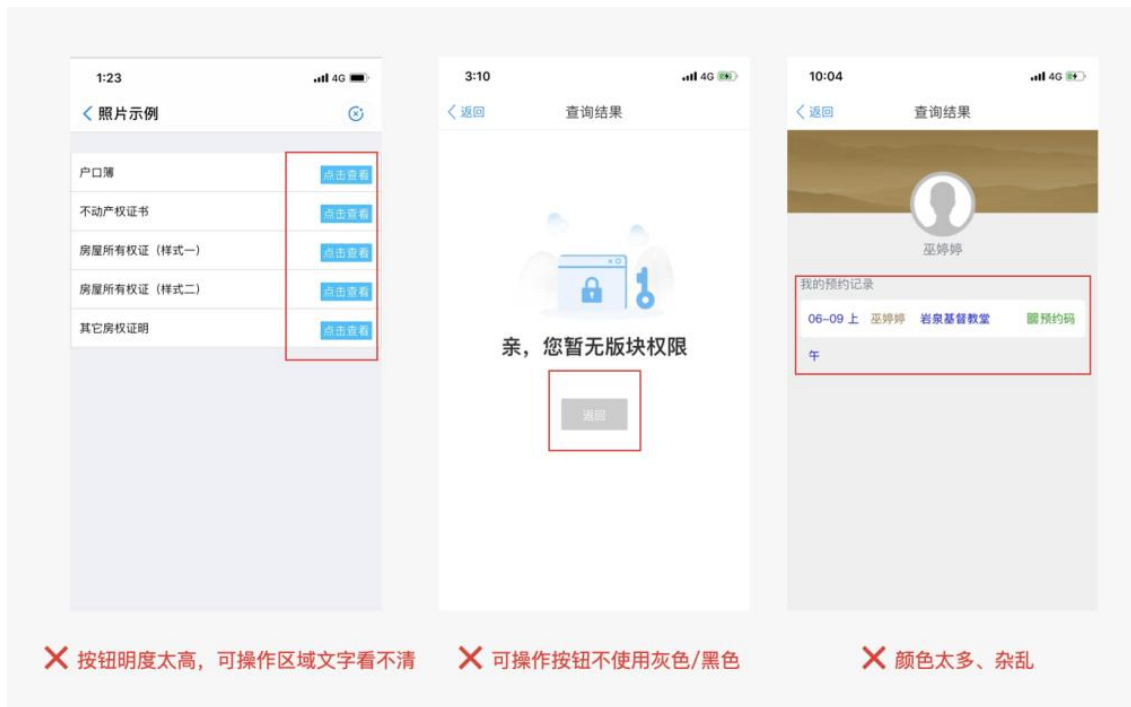 1:23
4G
照片示例
户口簿
点击查看
不动产权证书
点击查看
房屋所有权证（样式一）
点击查看
房屋所有权证（样式二）
点击查看
其它房权证明
点击查看
按钮明度太高，可操作区域文字看不清
3:10
4G
返回
查询结果
亲，您暂无版块权限
返回
可操作按钮不使用灰色/黑色
10:04
4G
返回
查询结果
巫婷婷
我的预约记录
06-09 上 巫婷婷 岩泉基督教堂 预约码
午
颜色太多、杂乱